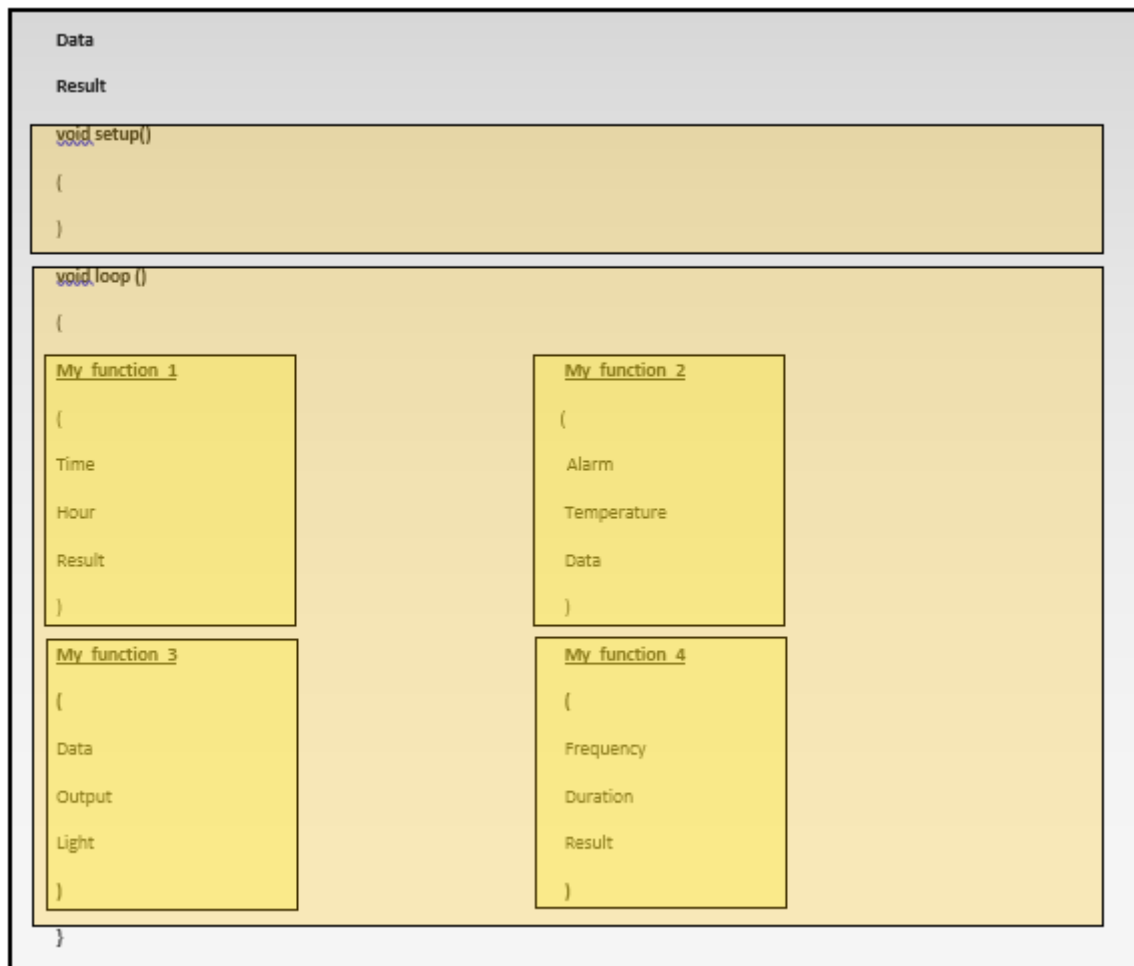 Data
Result
void setup()
{
}
void loop ()
{
My_function_1
{
Time
Hour
Result
}
My_function_2
{
Alarm
Temperature
Data
}
My_function_3
{
Data
Output
Light
}
My_function_4
{
Frequency
Duration
Result
}
}